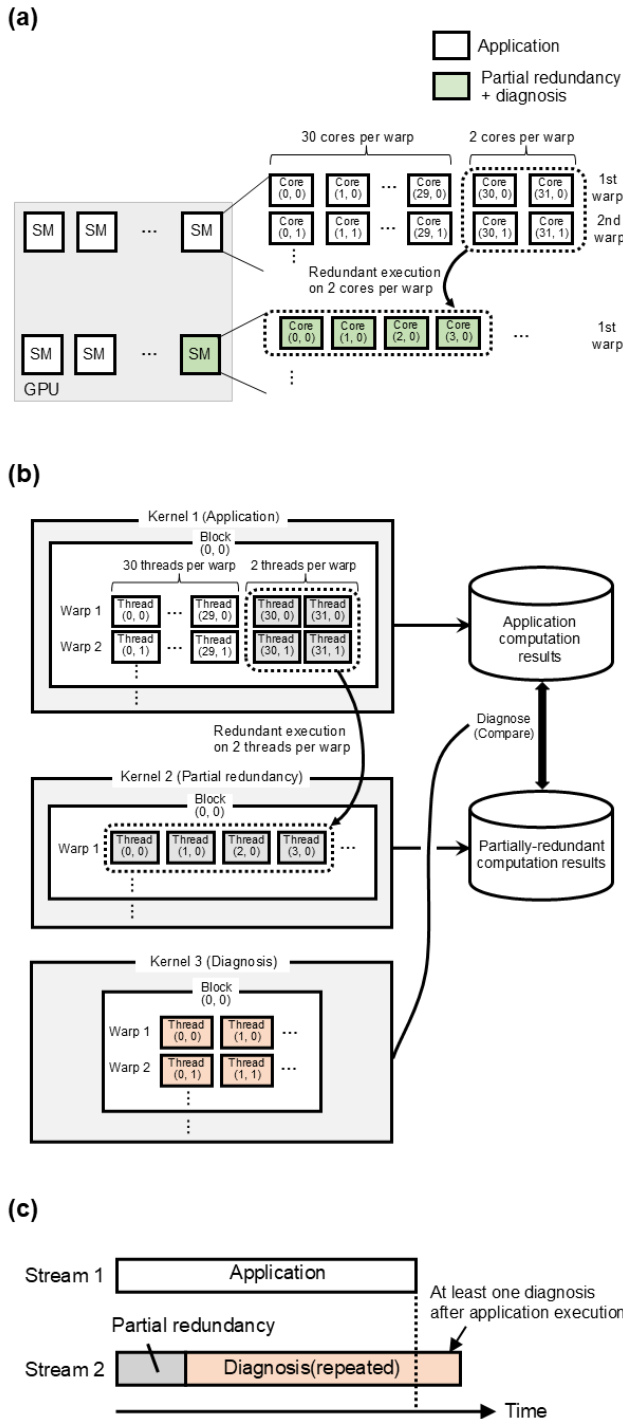 (a)
Application
Partial redundancy
+ diagnosis
30 cores per warp
2 cores per warp
Core
(0, 0)
Core
(1, 0)
...
Core
(29, 0)
Core
(30, 0)
Core
(31, 0)
1st
warp
Core
(0, 1)
Core
(1, 1)
...
Core
(29, 1)
Core
(30, 1)
Core
(31, 1)
2nd
warp
SM
SM
...
SM
Redundant execution
on 2 cores per warp
SM
SM
...
SM
Core
(0, 0)
Core
(1, 0)
Core
(2, 0)
Core
(3, 0)
...
1st
warp
GPU
(b)
Kernel 1 (Application)
Block
(0, 0)
30 threads per warp
2 threads per warp
Warp 1
Thread
(0, 0)
...
Thread
(29, 0)
Thread
(30, 0)
Thread
(31, 0)
Warp 2
Thread
(0, 1)
...
Thread
(29, 1)
Thread
(30, 1)
Thread
(31, 1)
Application
computation
results
Redundant execution
on 2 threads per warp
Diagnose
(Compare)
Kernel 2 (Partial redundancy)
Block
(0, 0)
Warp 1
Thread
(0, 0)
Thread
(1, 0)
Thread
(2, 0)
Thread
(3, 0)
...
Partially-redundant
computation results
Kernel 3 (Diagnosis)
Block
(0, 0)
Warp 1
Thread
(0, 0)
Thread
(1, 0)
...
Warp 2
Thread
(0, 1)
Thread
(1, 1)
...
(c)
Stream 1
Application
At least one diagnosis
after application execution
Partial redundancy
Stream 2
Diagnosis(repeated)
Time